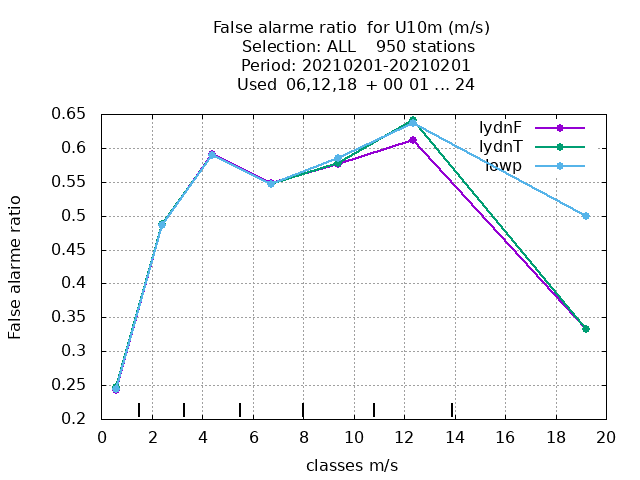 False alarme ratio  for U10m (m/s)
Selection: ALL    950 stations
Period: 20210201-20210201
Used  06,12,18  + 00 01 ... 24
False alarme ratio
0.65
0.6
0.55
0.5
0.45
0.4
0.35
0.3
0.25
0.2
lydnF
lydnT
iowp
0 2 4 6 8 10 12 14 16 18 20
classes m/s